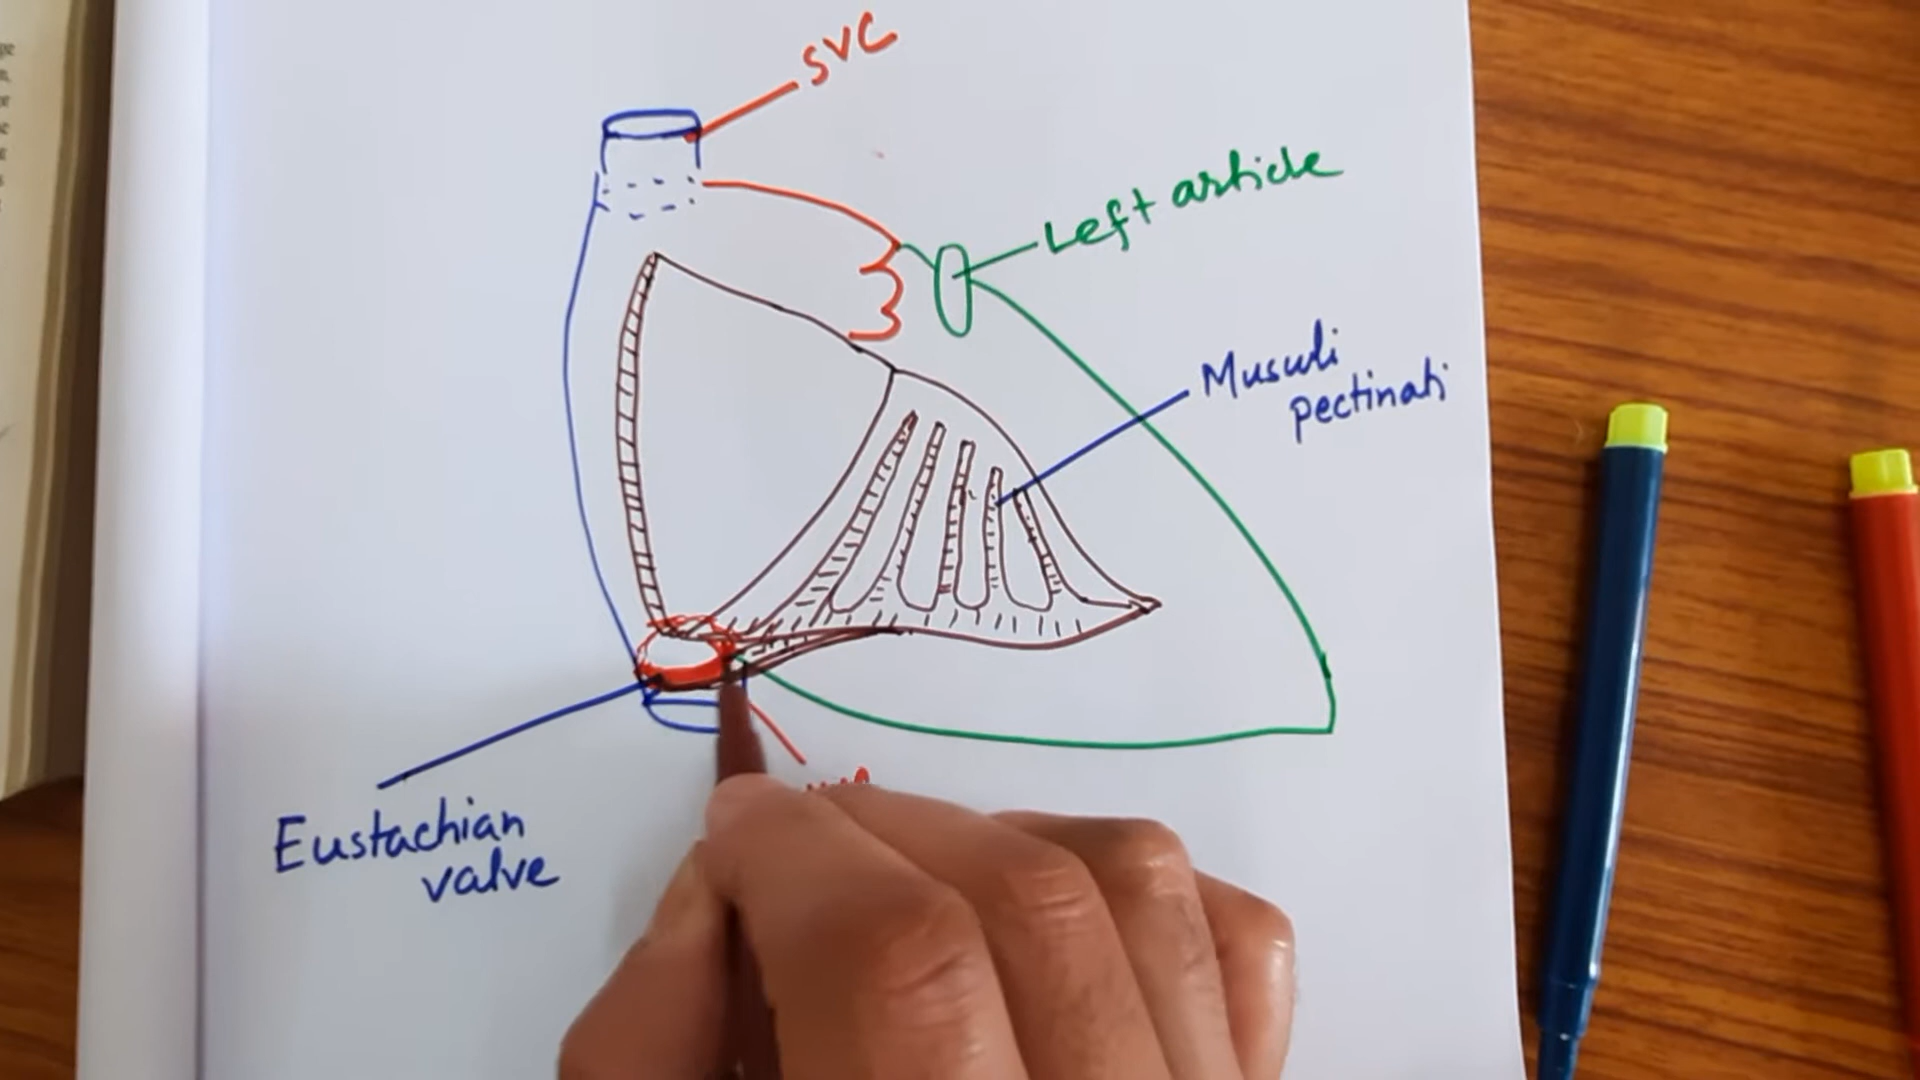 SVC
Left article
Musuli
pectinati
Eustachian
valve